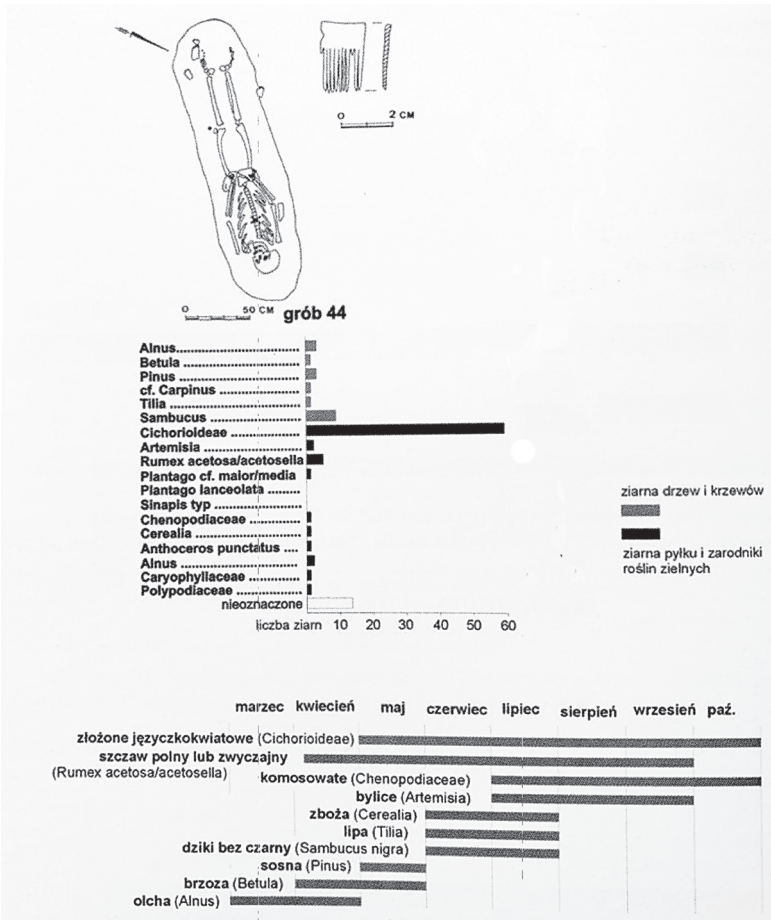 0 2 CM
0 50 CM grób 44
Alnus
Betula
Pinus
cf. Carpinus
Tilia
Sambucus
Cichorioideae
Artemisia
Rumex acetosa/acetosella
Plantago cf. maior/media
Plantago lanceolata
Sinapis typ
Chenopodiaceae
Cerealia
Anthoceros punctatus
Alnus
Caryophyllaceae
Polypodiaceae
nieoznaczone
liczba ziarn 10 20 30 40 50 60
ziarna drzew i krzewów
ziarna pyłku i zarodniki
roślin zielnych
marzec kwiecień maj czerwiec lipiec sierpień wrzesień paź.
złożone języczkokwiatowe (Cichorioideae)
szczaw polny lub zwyczajny
(Rumex acetosa/acetosella)
komosowate (Chenopodiaceae)
bylice (Artemisia)
zboża (Cerealia)
lipa (Tilia)
dziki bez czarny (Sambucus nigra)
sosna (Pinus)
brzoza (Betula)
olcha (Alnus)